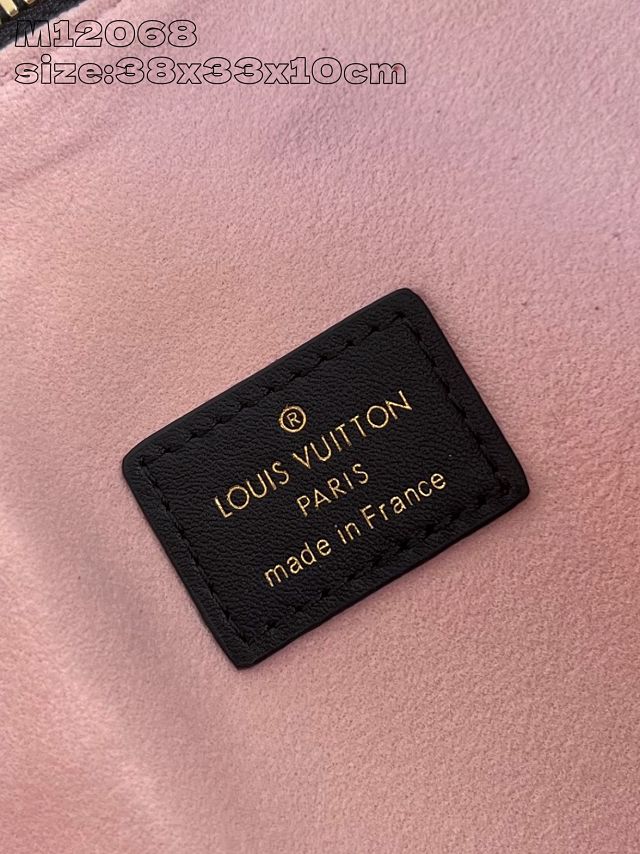 M12068
size:38x33x10cm
®
LOUIS VUITTON
PARIS
made in France